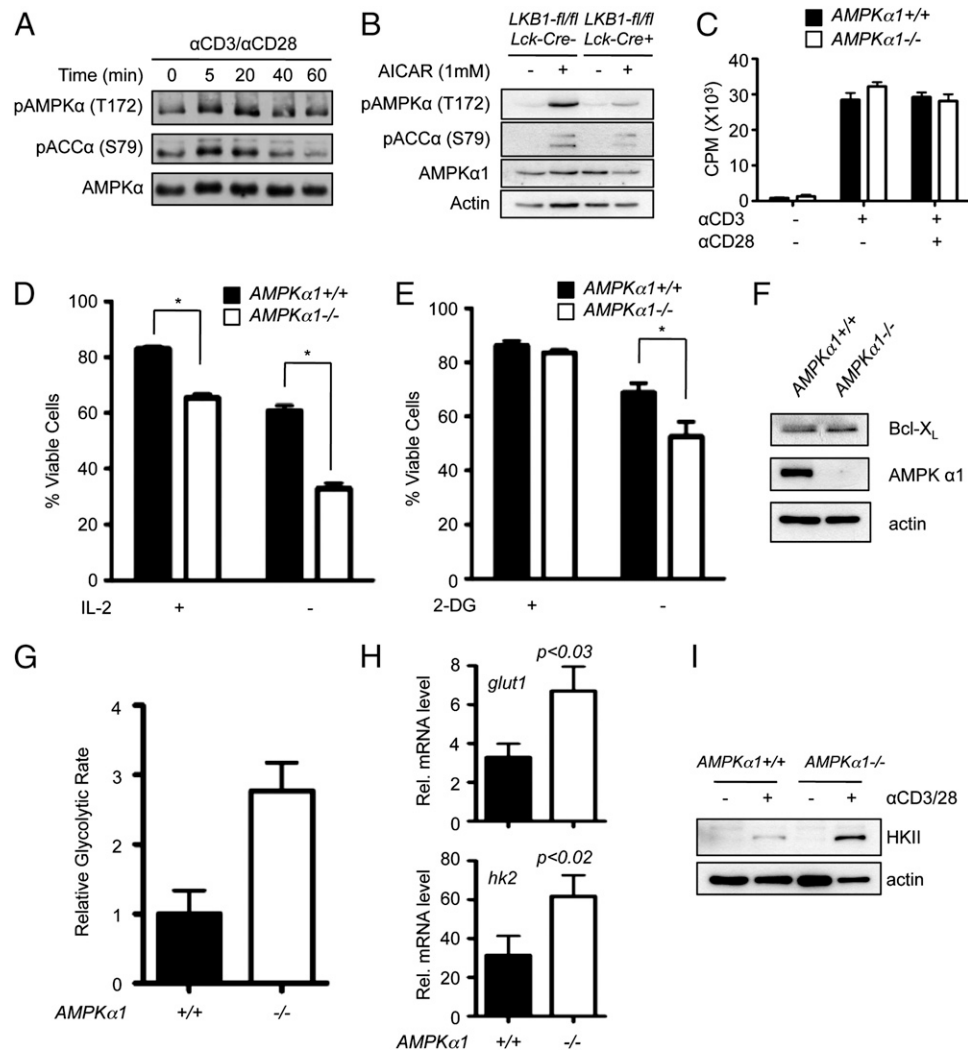 A
αCD3/αCD28
Time (min) 0 5 20 40 60
pAMPKα (T172)
pACCα (S79)
AMPKα
B
LKB1-fl/fl LKB1-fl/fl
Lck-Cre- Lck-Cre+
AICAR (1mM) - + - +
pAMPKα (T172)
pACCα (S79)
AMPKα1
Actin
C
AMPKα1+/+
AMPKα1-/-
CPM (X10³)
40
30
20
10
0
αCD3 - + +
αCD28 - - +
D
AMPKα1+/+
AMPKα1-/-
% Viable Cells
100
80
60
40
20
0
* *
IL-2 + -
E
AMPKα1+/+
AMPKα1-/-
% Viable Cells
100
80
60
40
20
0
*
2-DG + -
F
AMPKα1+/+ AMPKα1-/-
Bcl-XL
AMPK α1
actin
G
Relative Glycolytic Rate
4
3
2
1
0
AMPKα1 +/+ -/-
H
p<0.03
glut1
Rel. mRNA level
8
6
4
2
0
p<0.02
hk2
Rel. mRNA level
80
60
40
20
0
AMPKα1 +/+ -/-
I
AMPKα1+/+ AMPKα1-/-
- + - + αCD3/28
HKII
actin